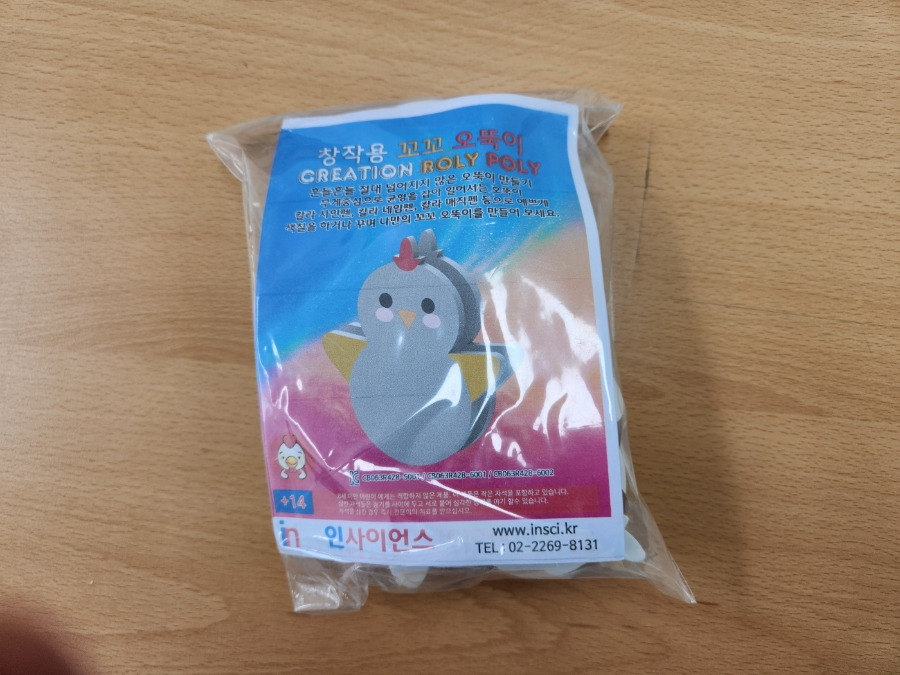 창작용 꼬꼬 오뚝이
CREATION ROLY POLY
흔들흔들 절대 넘어지지 않은 오뚝이 만들기
무게중심으로 균형을 잡아 일어서는 오뚝이
칼라 사인펜, 칼라 네임펜, 칼라 매직펜 등으로 예쁘게
색칠을 하거나 꾸며 나만의 꼬꼬 오뚝이를 만들어 보세요.
CB063R428-6001 / CB063R428-6002
+14
in 인사이언스
www.insci.kr
TEL : 02-2269-8131